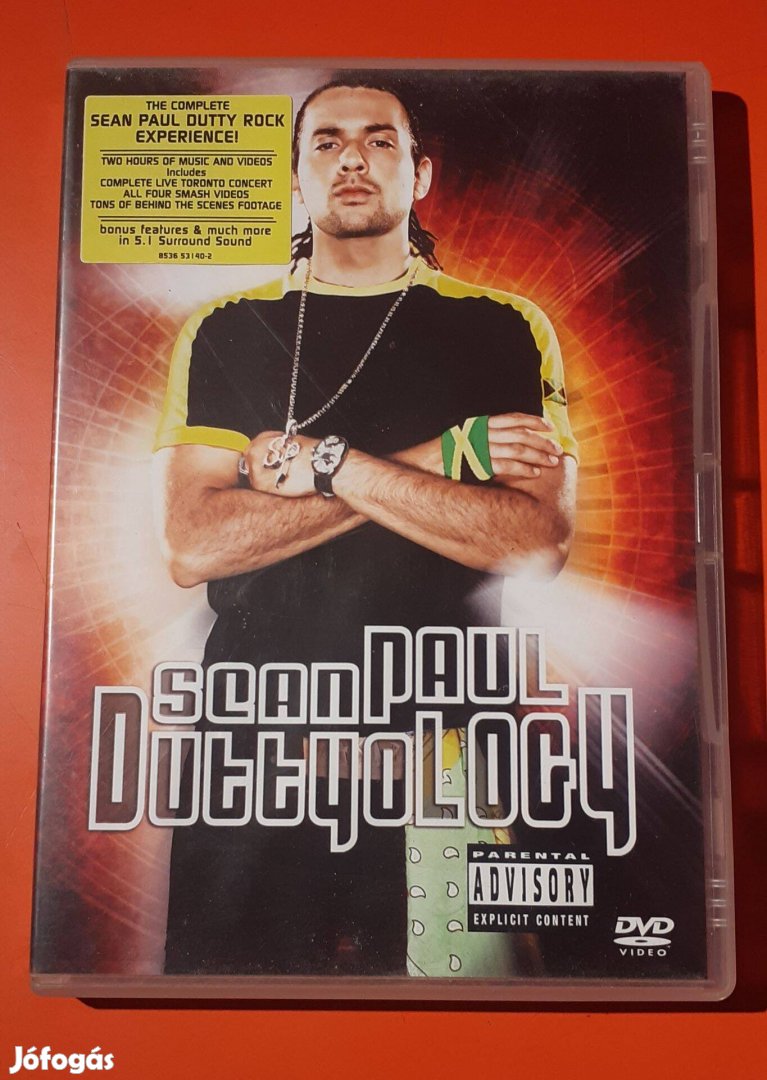 THE COMPLETE
SEAN PAUL DUTTY ROCK
EXPERIENCE!
TWO HOURS OF MUSIC AND VIDEOS
Includes
COMPLETE LIVE TORONTO CONCERT
ALL FOUR SMASH VIDEOS
TONS OF BEHIND THE SCENES FOOTAGE
bonus features & much more
in 5.1 Surround Sound
8536 53140-2
SEAN PAUL
DUTTYOLOGY
PARENTAL
ADVISORY
EXPLICIT CONTENT
DVD
VIDEO
Jófogás